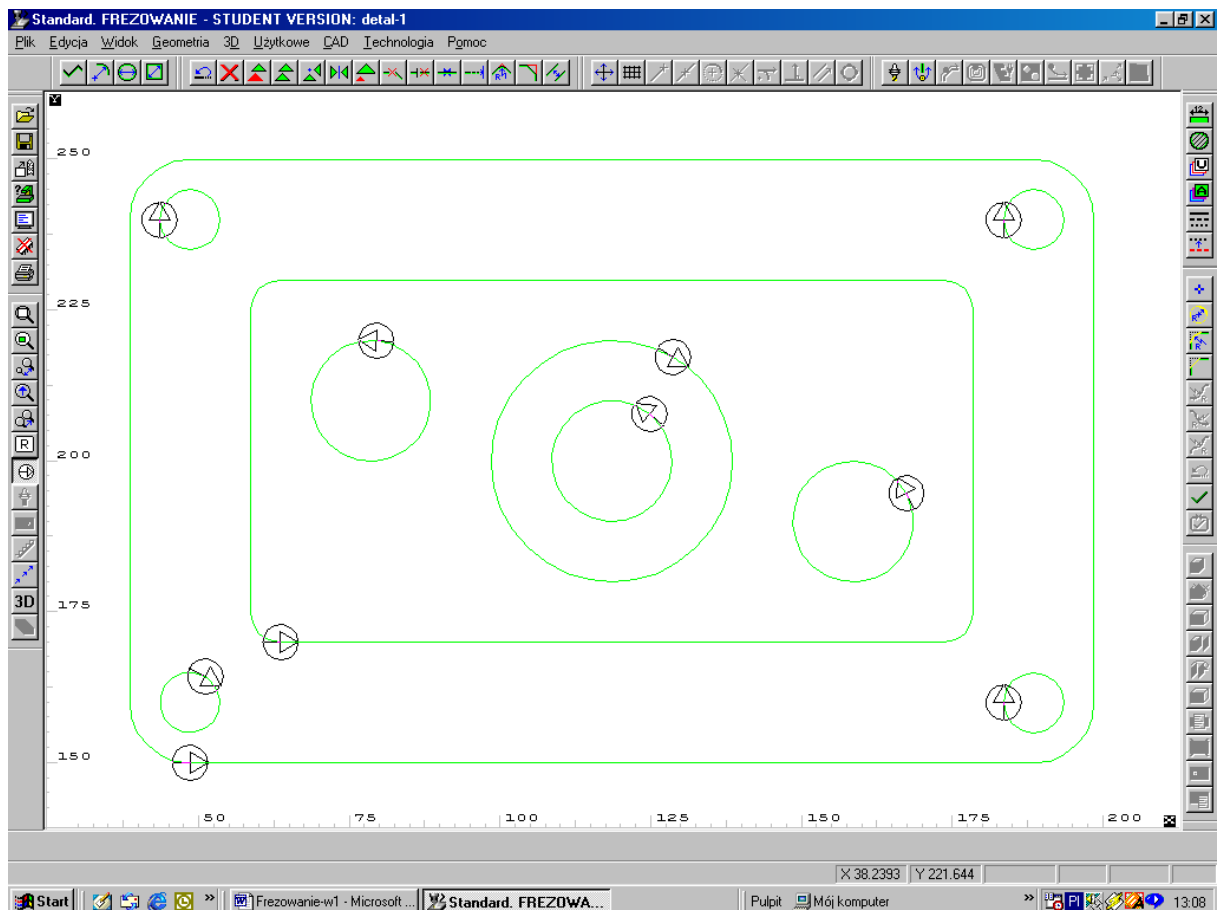 Standard. FREZOWANIE - STUDENT VERSION: detal-1
Plik Edycja Widok Geometria 3D Użytkowe CAD Technologia Pomoc
250
225
200
175
150
50 75 100 125 150 175 200
R
3D
X 38.2393 Y 221.644
Start » Frezowanie-w1 - Microsoft ... Standard. FREZOWA... Pulpit Mój komputer » Pl 13:08